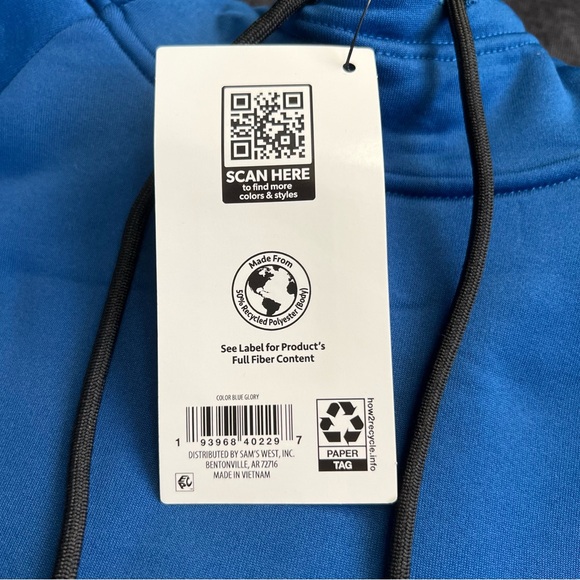 SCAN HERE
to find more
colors & styles
Made From
50% Recycled Polyester (Body)
See Label for Product's
Full Fiber Content
COLOR BLUE GLORY
1 93968 40229 7
DISTRIBUTED BY SAM'S WEST, INC.
BENTONVILLE, AR 72716
MADE IN VIETNAM
PAPER
TAG
how2recycle.info